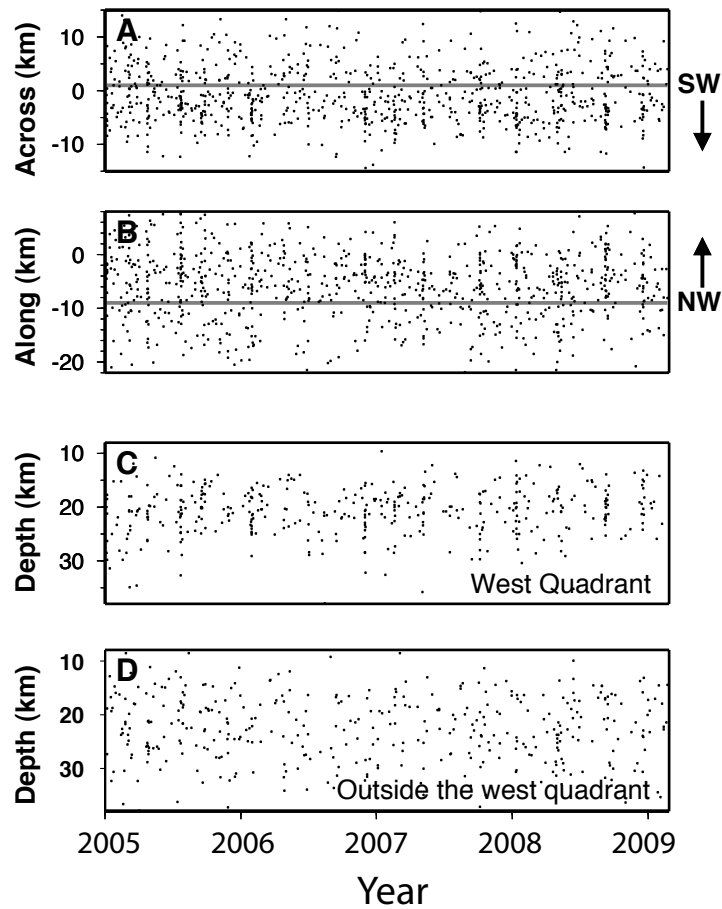 A
10
0
-10
Across (km)
SW
B
0
-10
-20
Along (km)
NW
C
10
20
30
Depth (km)
West Quadrant
D
10
20
30
Depth (km)
Outside the west quadrant
2005 2006 2007 2008 2009
Year